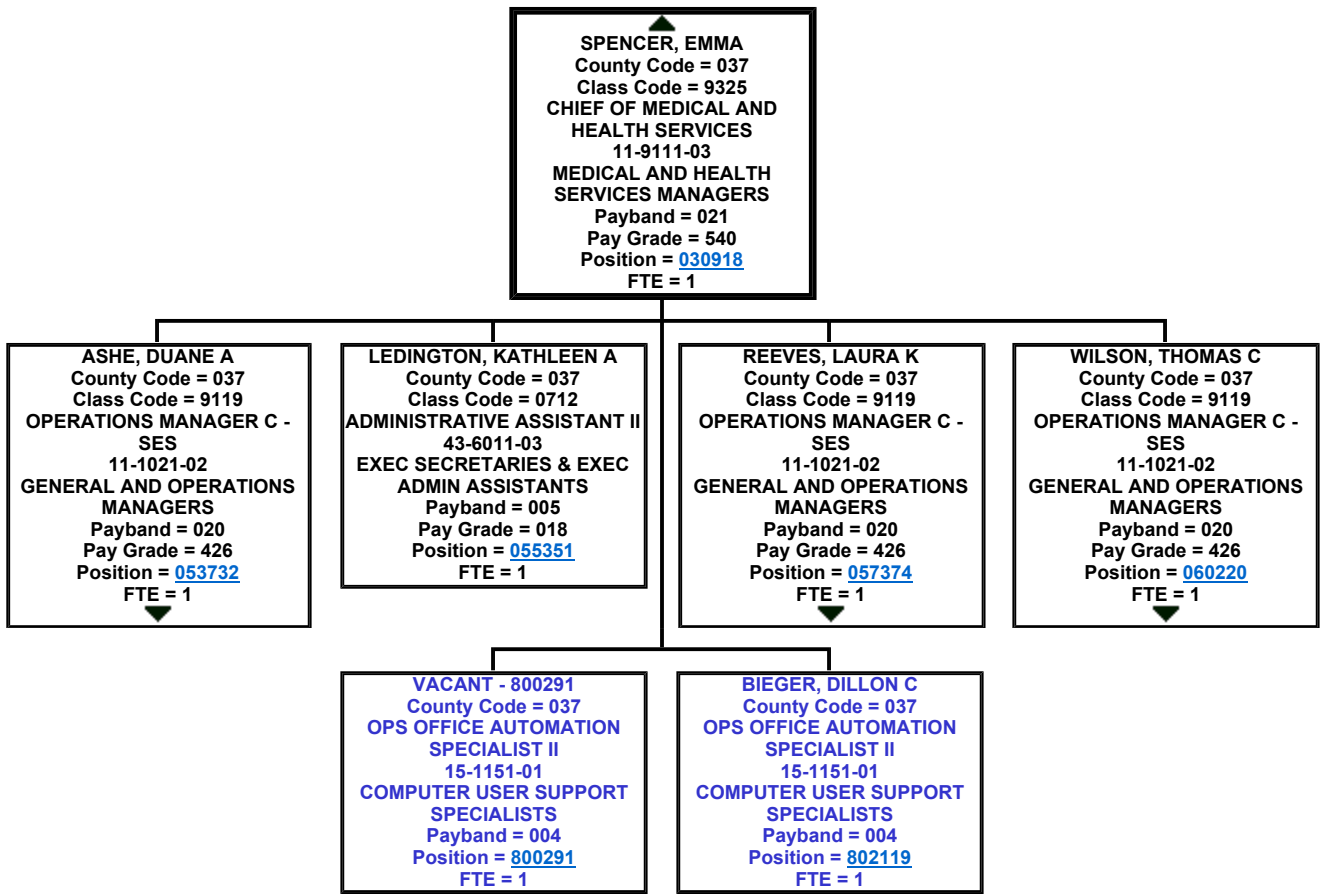 SPENCER, EMMA
County Code = 037
Class Code = 9325
CHIEF OF MEDICAL AND
HEALTH SERVICES
11-9111-03
MEDICAL AND HEALTH
SERVICES MANAGERS
Payband = 021
Pay Grade = 540
Position = 030918
FTE = 1
ASHE, DUANE A
County Code = 037
Class Code = 9119
OPERATIONS MANAGER C -
SES
11-1021-02
GENERAL AND OPERATIONS
MANAGERS
Payband = 020
Pay Grade = 426
Position = 053732
FTE = 1
LEDINGTON, KATHLEEN A
County Code = 037
Class Code = 0712
ADMINISTRATIVE ASSISTANT II
43-6011-03
EXEC SECRETARIES & EXEC
ADMIN ASSISTANTS
Payband = 005
Pay Grade = 018
Position = 055351
FTE = 1
REEVES, LAURA K
County Code = 037
Class Code = 9119
OPERATIONS MANAGER C -
SES
11-1021-02
GENERAL AND OPERATIONS
MANAGERS
Payband = 020
Pay Grade = 426
Position = 057374
FTE = 1
WILSON, THOMAS C
County Code = 037
Class Code = 9119
OPERATIONS MANAGER C -
SES
11-1021-02
GENERAL AND OPERATIONS
MANAGERS
Payband = 020
Pay Grade = 426
Position = 060220
FTE = 1
VACANT - 800291
County Code = 037
OPS OFFICE AUTOMATION
SPECIALIST II
15-1151-01
COMPUTER USER SUPPORT
SPECIALISTS
Payband = 004
Position = 800291
FTE = 1
BIEGER, DILLON C
County Code = 037
OPS OFFICE AUTOMATION
SPECIALIST II
15-1151-01
COMPUTER USER SUPPORT
SPECIALISTS
Payband = 004
Position = 802119
FTE = 1